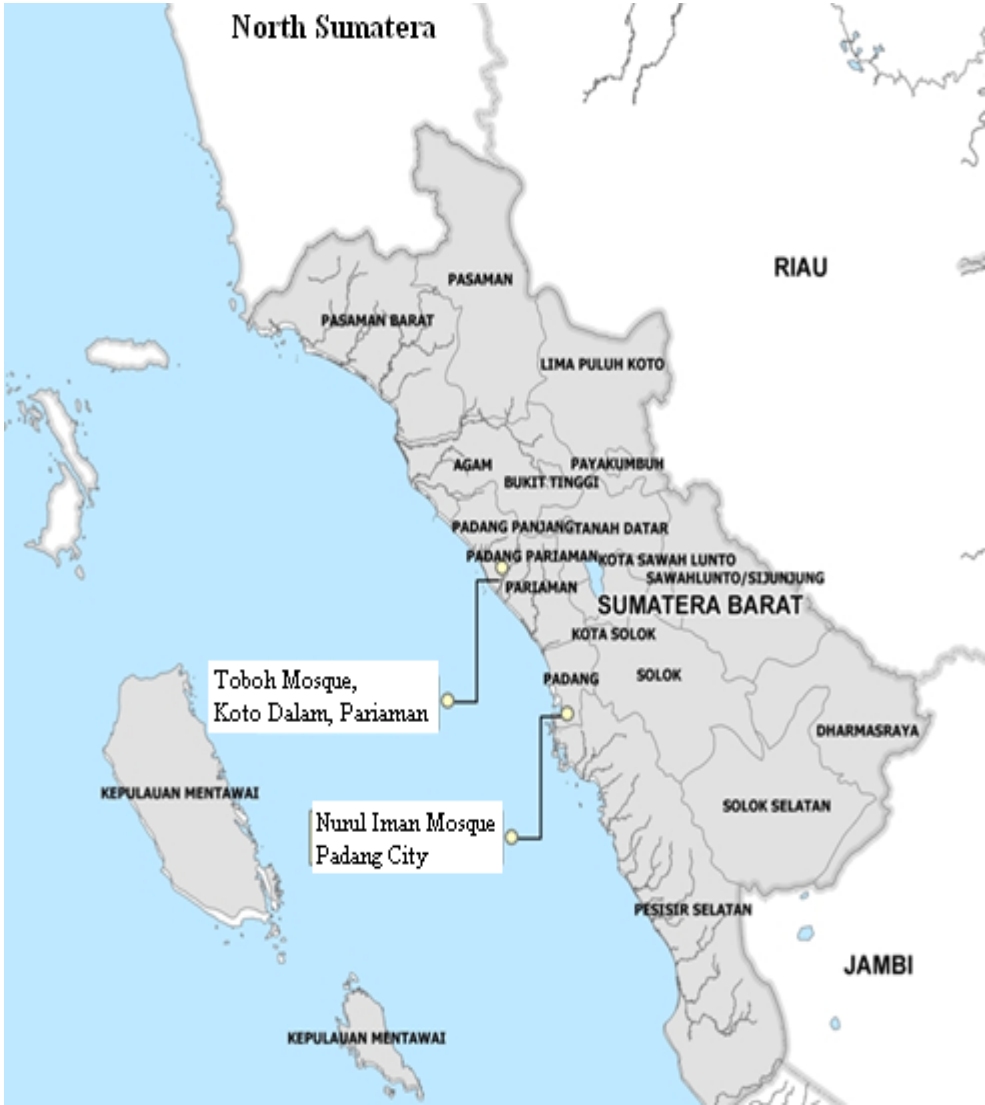 North Sumatera
RIAU
PASAMAN
PASAMAN BARAT
LIMA PULUH KOTO
AGAM
PAYAKUMBUH
BUKIT TINGGI
PADANG PANJANG
TANAH DATAR
PADANG PARIAMAN
KOTA SAWAH LUNTO
SAWAHLUNTO/SIJUNJUNG
PARIAMAN
SUMATERA BARAT
KOTA SOLOK
PADANG
SOLOK
Toboh Mosque,
Koto Dalam, Pariaman
DHARMASRAYA
KEPULAUAN MENTAWAI
SOLOK SELATAN
Nurul Iman Mosque
Padang City
PESISIR SELATAN
JAMBI
KEPULAUAN MENTAWAI